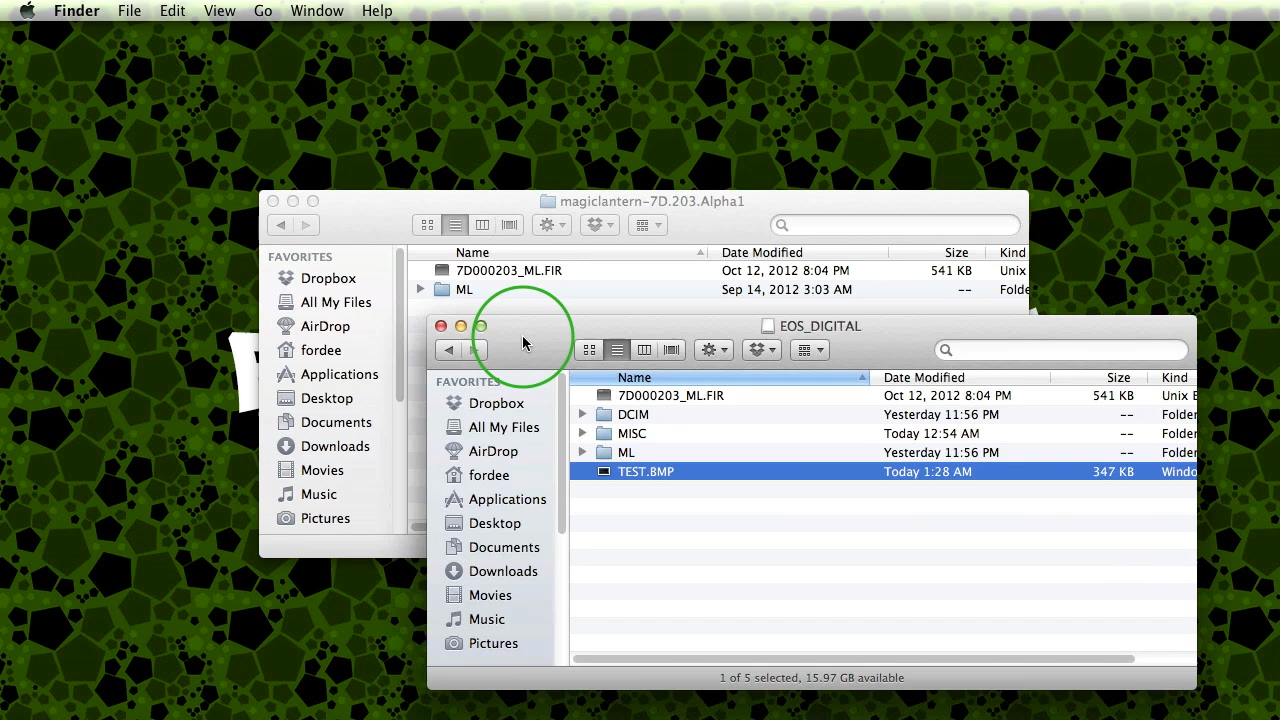 Finder File Edit View Go Window Help
magiclantern-7D.203.Alpha1
FAVORITES
Dropbox
All My Files
AirDrop
fordee
Applications
Desktop
Documents
Downloads
Movies
Music
Pictures
Name Date Modified Size Kind
7D000203_ML.FIR Oct 12, 2012 8:04 PM 541 KB Unix
ML Sep 14, 2012 3:03 AM -- Folde
EOS_DIGITAL
FAVORITES
Dropbox
All My Files
AirDrop
fordee
Applications
Desktop
Documents
Downloads
Movies
Music
Pictures
Name Date Modified Size Kind
7D000203_ML.FIR Oct 12, 2012 8:04 PM 541 KB Unix E
DCIM Yesterday 11:56 PM -- Folder
MISC Today 12:54 AM -- Folder
ML Yesterday 11:56 PM -- Folder
TEST.BMP Today 1:28 AM 347 KB Windo
1 of 5 selected, 15.97 GB available